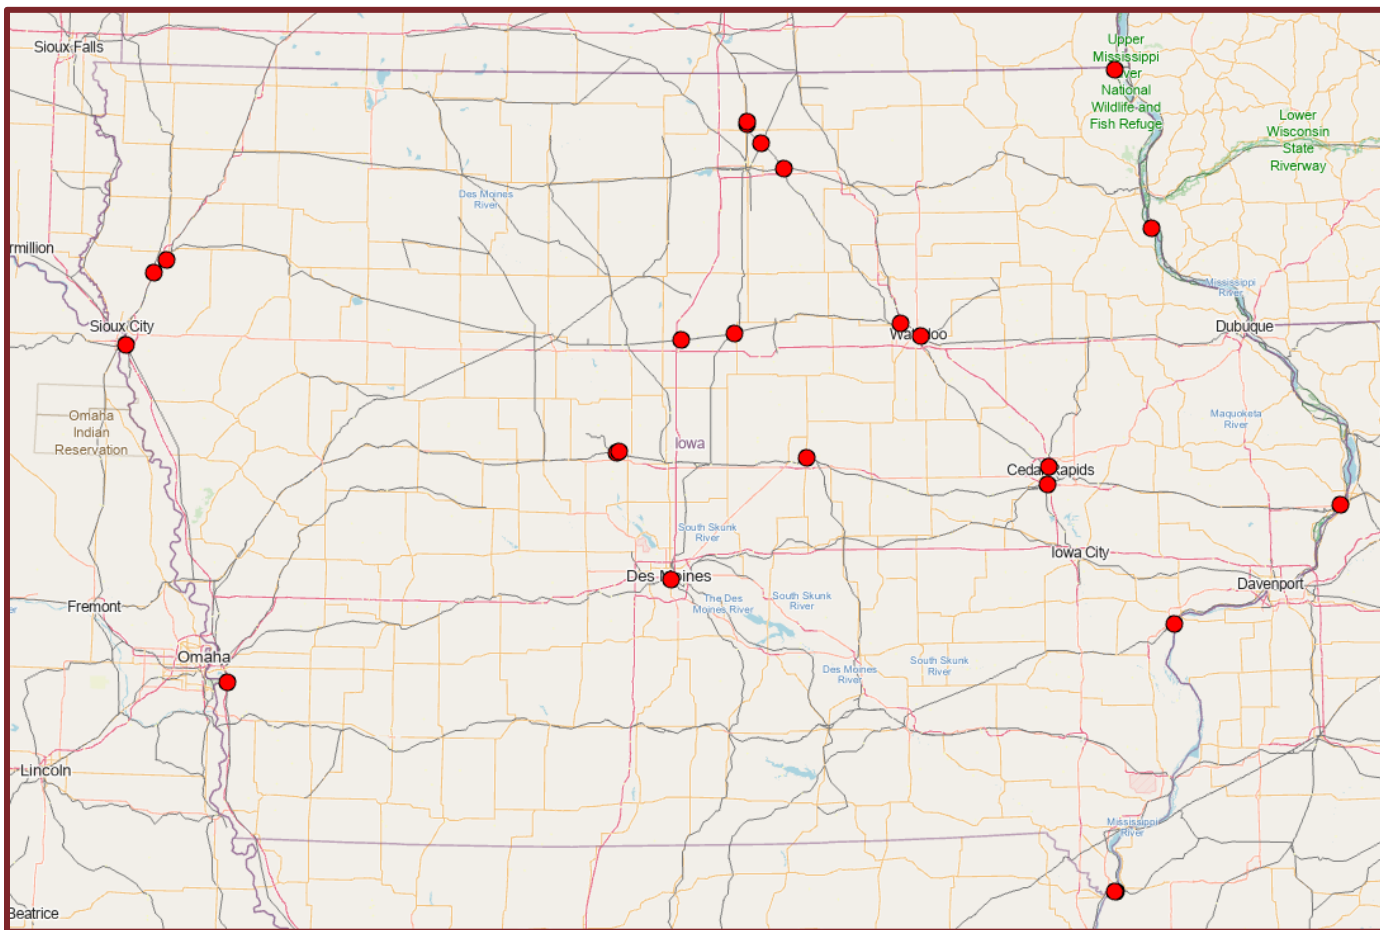 Sioux Falls
Upper
Mississippi
River
National
Wildlife and
Fish Refuge
Lower
Wisconsin
State
Riverway
Des Moines
River
rmillion
Mississippi
River
Sioux City
Dubuque
Omaha
Indian
Reservation
Maquoketa
River
Iowa
Cedar Rapids
South Skunk
River
Iowa City
Des Moines
Davenport
The Des
Moines River
South Skunk
River
Fremont
er
Omaha
Des Moines
River
South Skunk
River
Lincoln
Mississippi
River
Beatrice